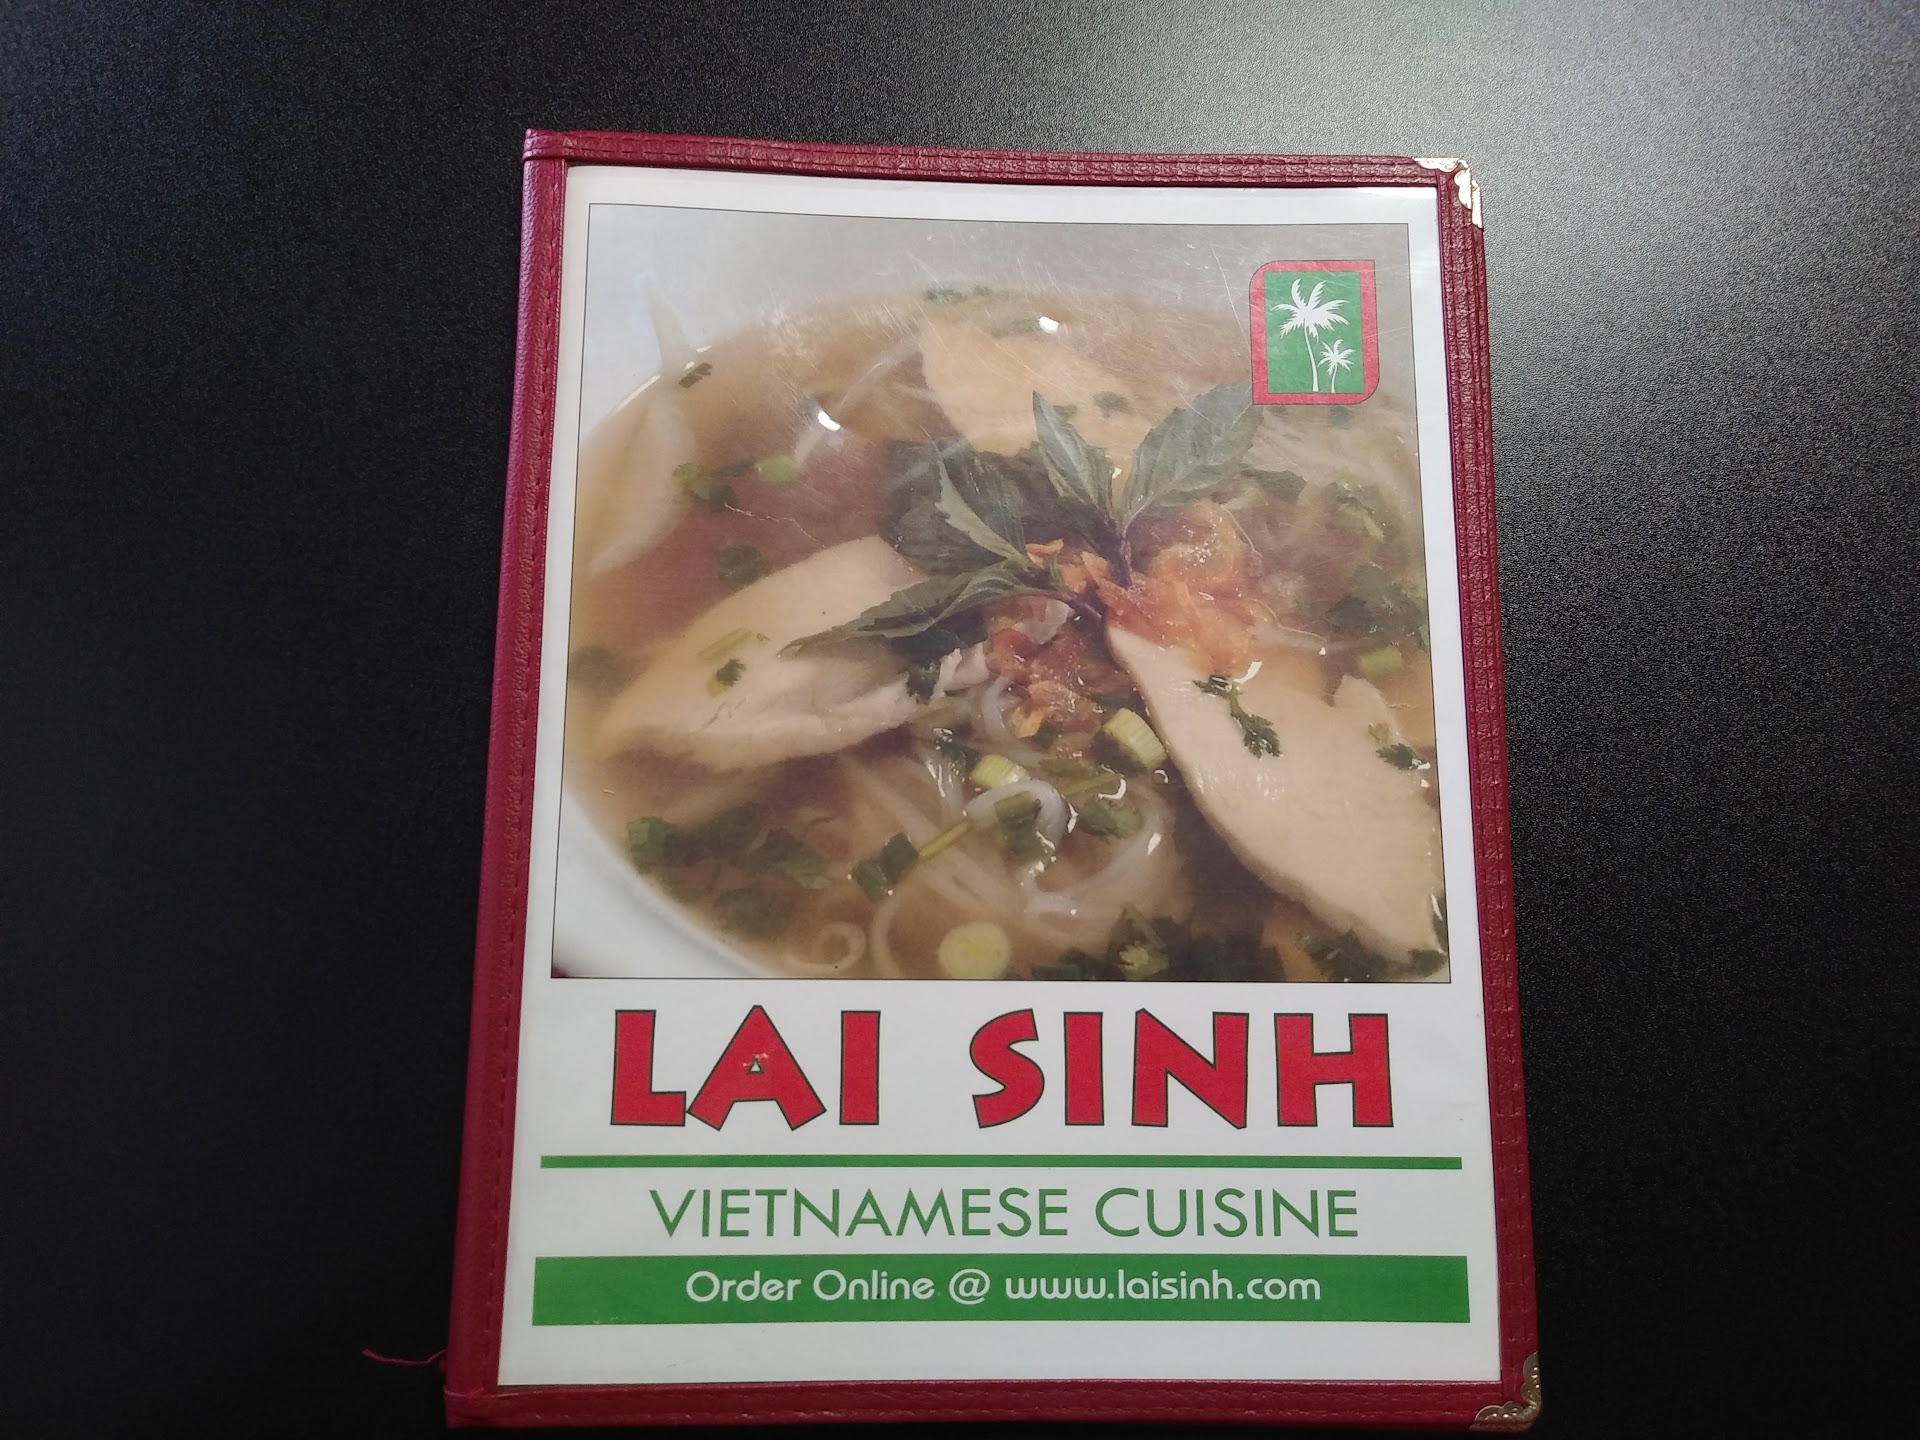 LAI SINH
VIETNAMESE CUISINE
Order Online @ www.laisinh.com